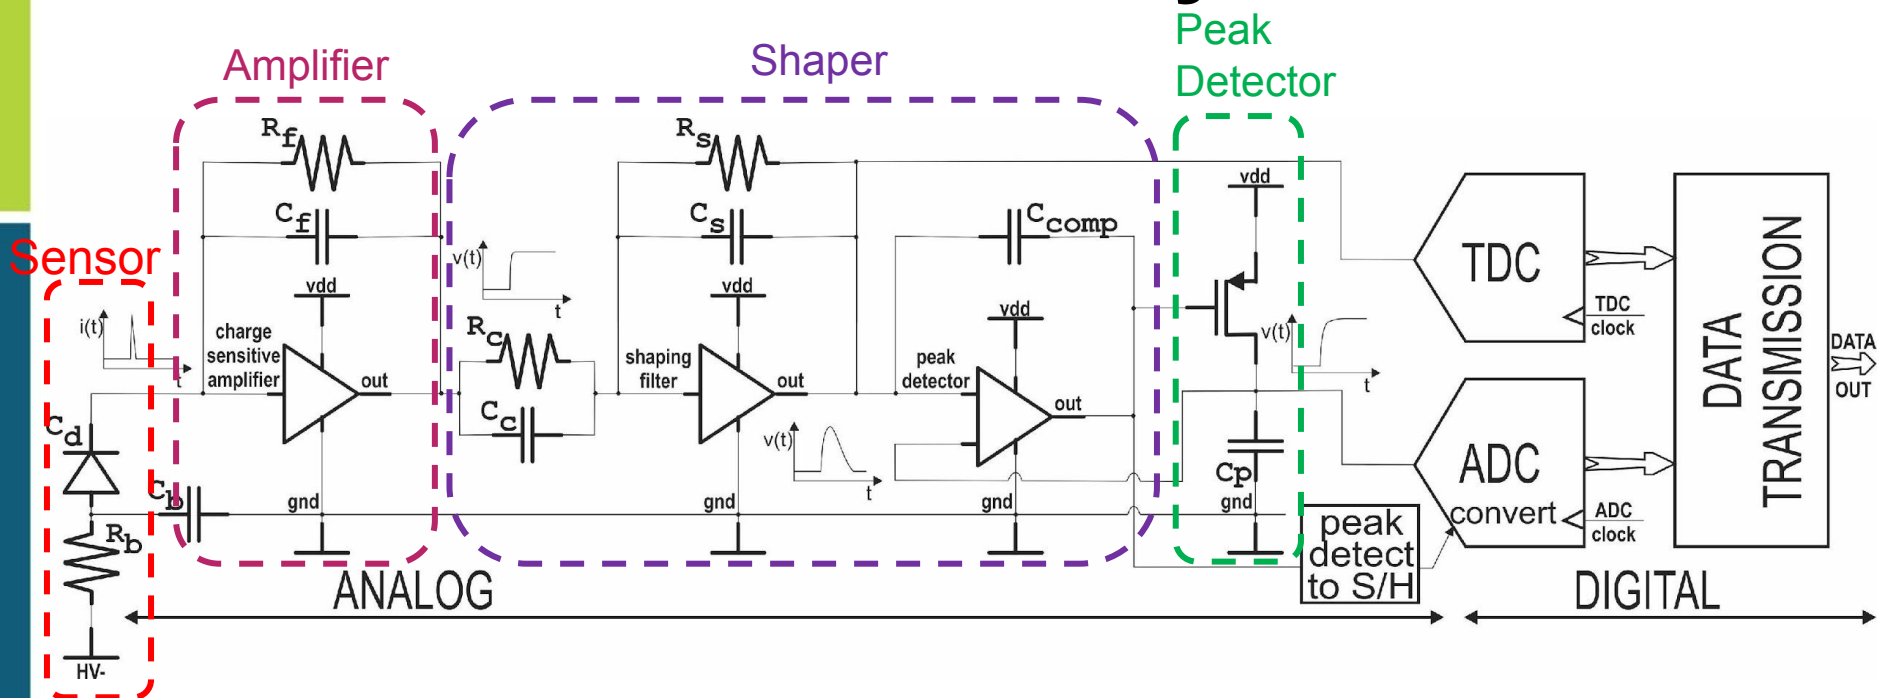 Peak
Detector
Amplifier
Shaper
Sensor
Rf
Cf
vdd
i(t)
t
charge
sensitive
amplifier
out
Cd
Cb
Rb
HV-
gnd
v(t)
t
Rc
Cc
Rs
Cs
vdd
shaping
filter
out
v(t)
t
gnd
Ccomp
vdd
peak
detector
out
gnd
vdd
v(t)
t
Cp
gnd
peak
detect
to S/H
TDC
TDC
clock
ADC
convert
ADC
clock
DATA
TRANSMISSION
DATA
OUT
ANALOG
DIGITAL